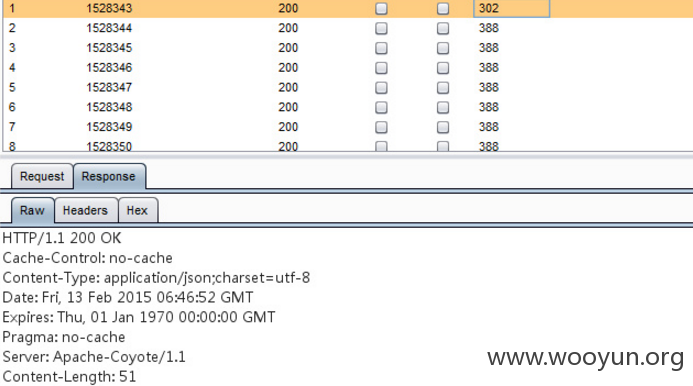 1 1528343 200 302
2 1528344 200 388
3 1528345 200 388
4 1528346 200 388
5 1528347 200 388
6 1528348 200 388
7 1528349 200 388
8 1528350 200 388
Request Response
Raw Headers Hex
HTTP/1.1 200 OK
Cache-Control: no-cache
Content-Type: application/json;charset=utf-8
Date: Fri, 13 Feb 2015 06:46:52 GMT
Expires: Thu, 01 Jan 1970 00:00:00 GMT
Pragma: no-cache
Server: Apache-Coyote/1.1
Content-Length: 51
www.wooyun.org